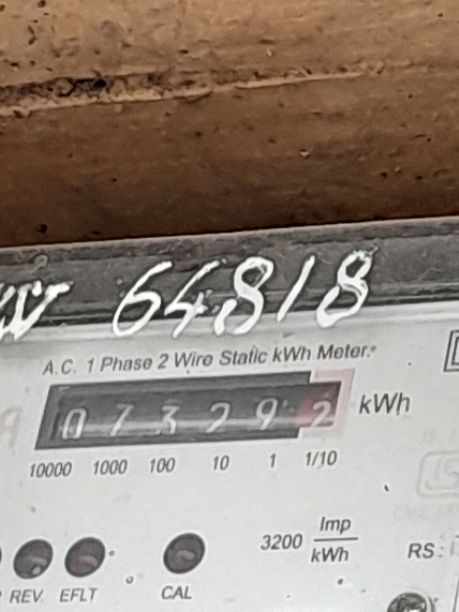 64818
A.C. 1 Phase 2 Wire Static kWh Meter.
0 7 3 2 9 2 kWh
10000 1000 100 10 1 1/10
3200 Imp/kWh
RS:
REV. EFLT CAL